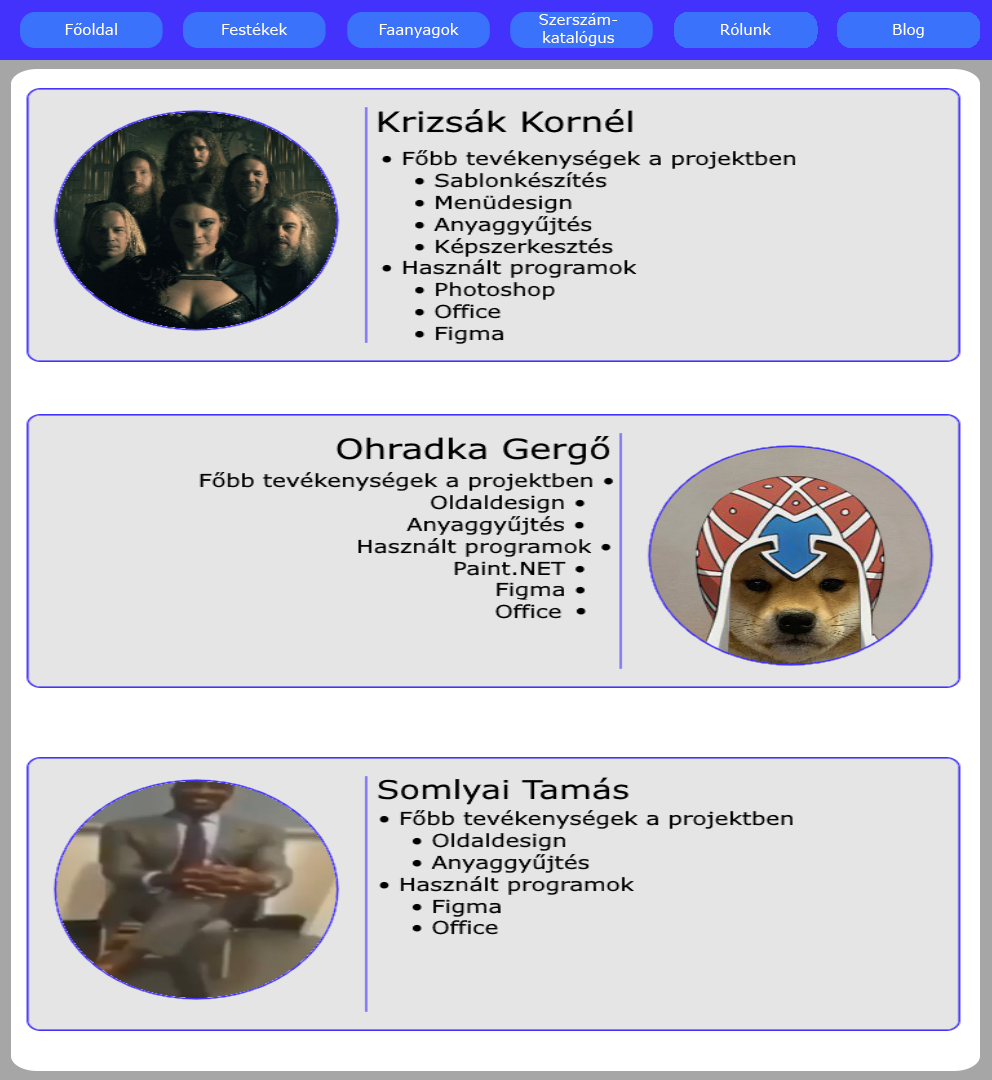 Főoldal
Festékek
Faanyagok
Szerszám-
katalógus
Rólunk
Blog
Krizsák Kornél
• Főbb tevékenységek a projektben
• Sablonkészítés
• Menüdesign
• Anyaggyűjtés
• Képszerkesztés
• Használt programok
• Photoshop
• Office
• Figma
Ohradka Gergő
Főbb tevékenységek a projektben •
Oldaldesign •
Anyaggyűjtés •
Használt programok •
Paint.NET •
Figma •
Office •
Somlyai Tamás
• Főbb tevékenységek a projektben
• Oldaldesign
• Anyaggyűjtés
• Használt programok
• Figma
• Office